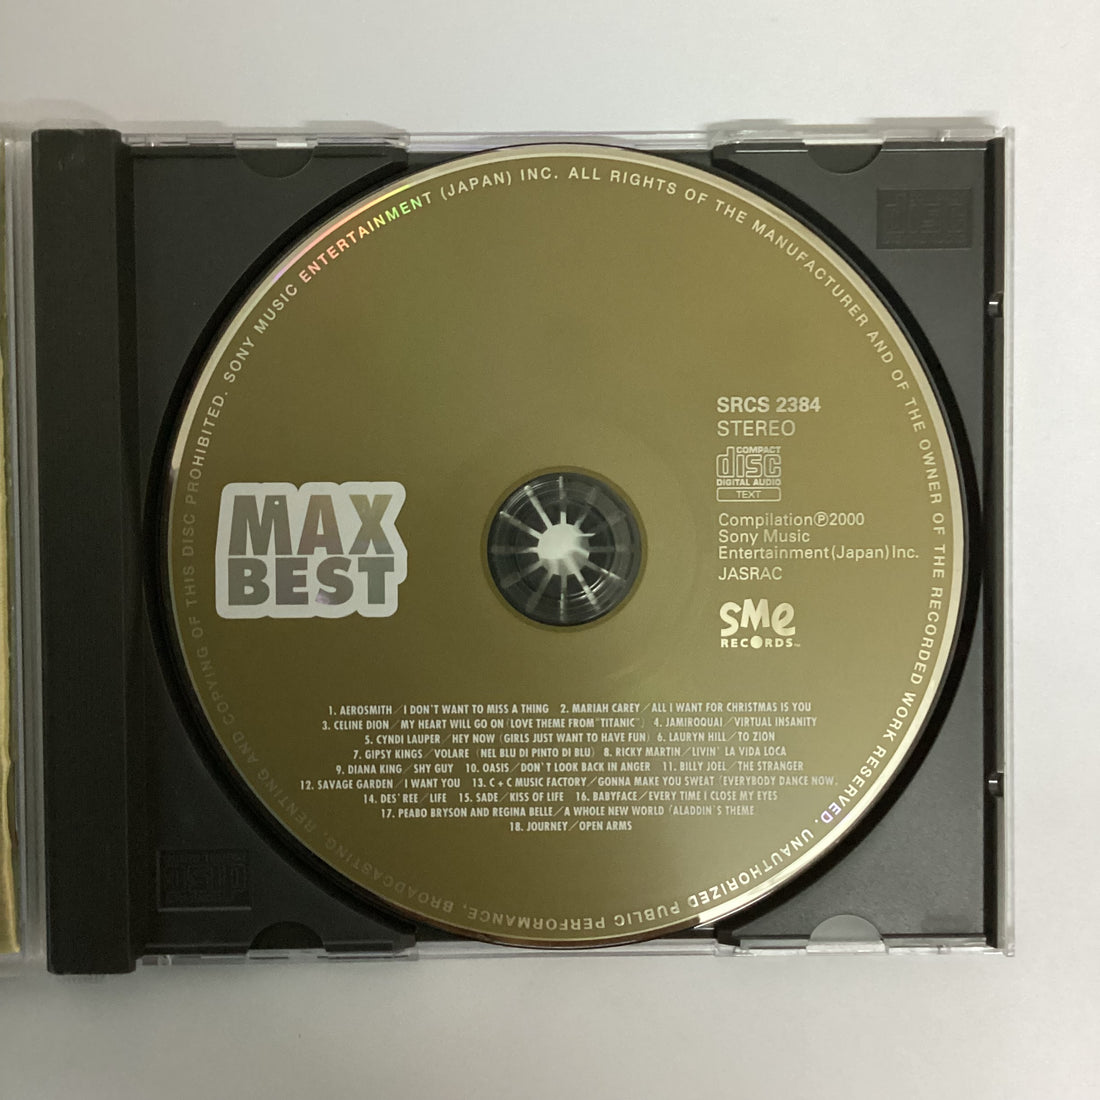 SONY MUSIC ENTERTAINMENT (JAPAN) INC. ALL RIGHTS OF THE MANUFACTURER AND OF THE OWNER OF THE RECORDED WORK RESERVED. UNAUTHORIZED PUBLIC PERFORMANCE, BROADCASTING, RENTING AND COPYING OF THIS DISC PROHIBITED.
SRCS 2384
STEREO
COMPACT
disc
DIGITAL AUDIO
TEXT
MAX
BEST
Compilation℗2000
Sony Music
Entertainment(Japan)Inc.
JASRAC
sme
RECORDS™
1. AEROSMITH／I DON'T WANT TO MISS A THING 2. MARIAH CAREY／ALL I WANT FOR CHRISTMAS IS YOU
3. CELINE DION／MY HEART WILL GO ON (LOVE THEME FROM "TITANIC") 4. JAMIROQUAI／VIRTUAL INSANITY
5. CYNDI LAUPER／HEY NOW (GIRLS JUST WANT TO HAVE FUN) 6. LAURYN HILL／TO ZION
7. GIPSY KINGS／VOLARE (NEL BLU DI PINTO DI BLU) 8. RICKY MARTIN／LIVIN' LA VIDA LOCA
9. DIANA KING／SHY GUY 10. OASIS／DON'T LOOK BACK IN ANGER 11. BILLY JOEL／THE STRANGER
12. SAVAGE GARDEN／I WANT YOU 13. C+C MUSIC FACTORY／GONNA MAKE YOU SWEAT (EVERYBODY DANCE NOW)
14. DES'REE／LIFE 15. SADE／KISS OF LIFE 16. BABYFACE／EVERY TIME I CLOSE MY EYES
17. PEABO BRYSON AND REGINA BELLE／A WHOLE NEW WORLD (ALADDIN'S THEME)
18. JOURNEY／OPEN ARMS